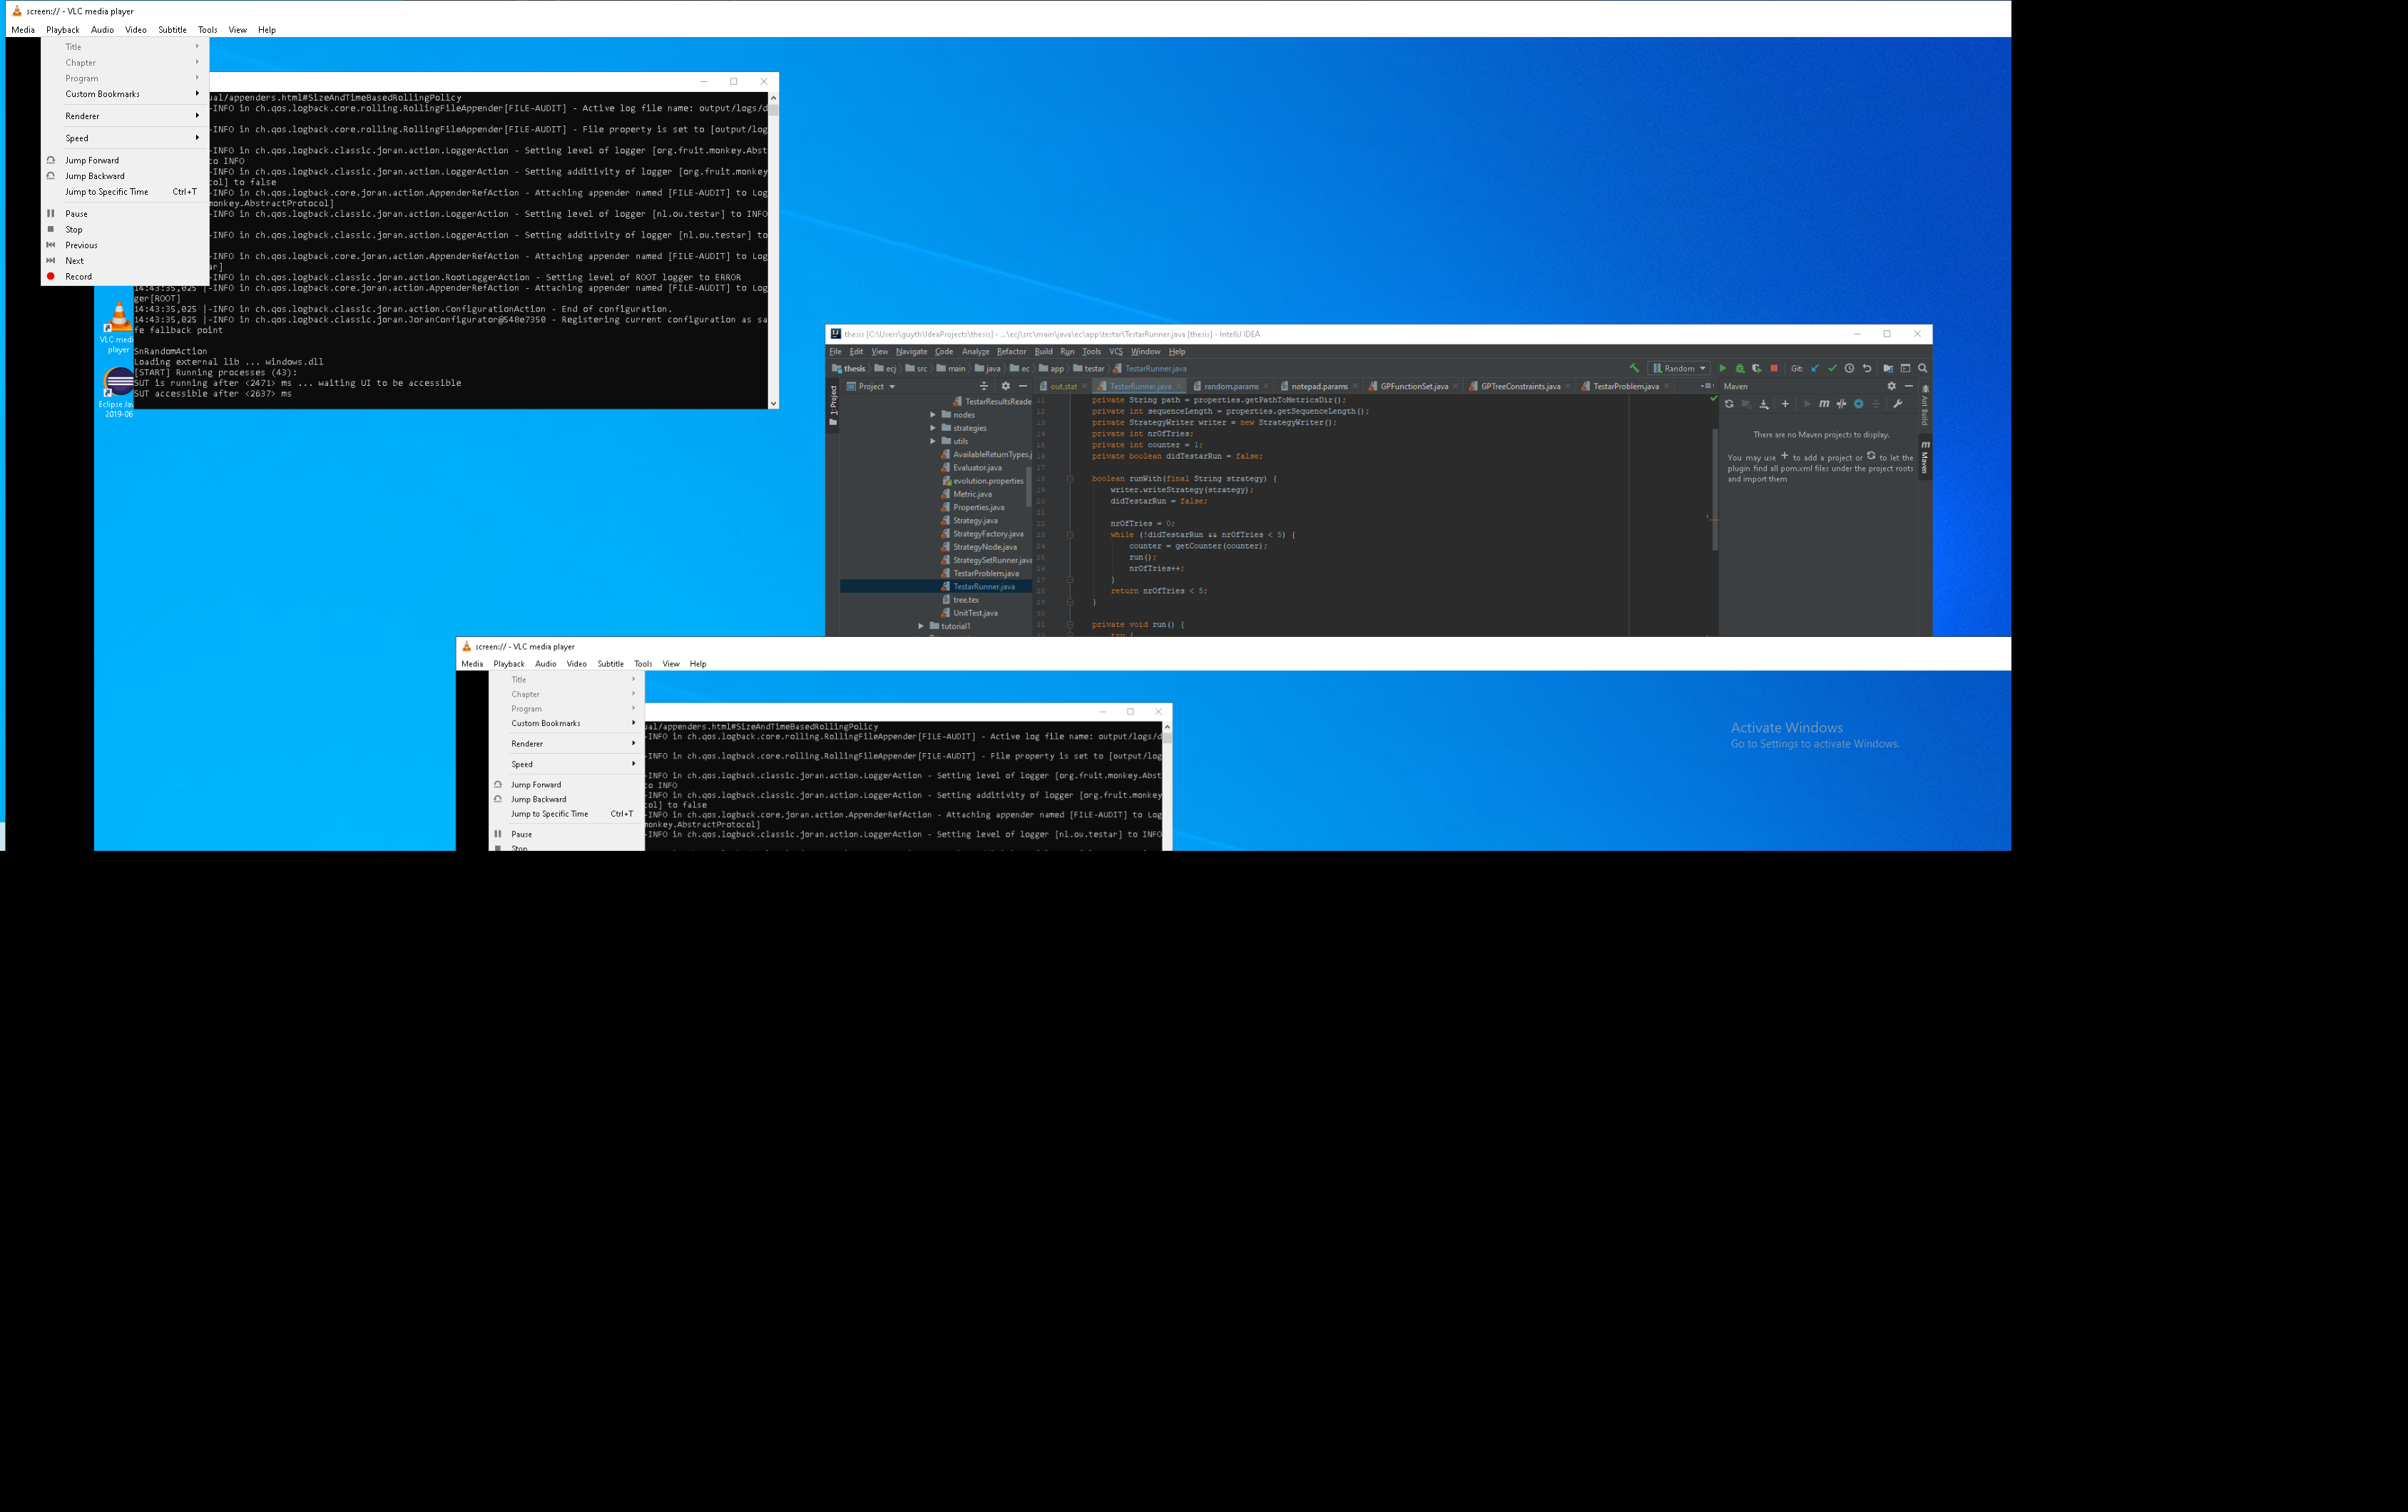 screen:// - VLC media player
Media Playback Audio Video Subtitle Tools View Help
Title
Chapter
Program
Custom Bookmarks
Renderer
Speed
Jump Forward
Jump Backward
Jump to Specific Time Ctrl+T
Pause
Stop
Previous
Next
Record
ual/appenders.html#SizeAndTimeBasedRollingPolicy
-INFO in ch.qos.logback.core.rolling.RollingFileAppender[FILE-AUDIT] - Active log file name: output/logs/d
-INFO in ch.qos.logback.core.rolling.RollingFileAppender[FILE-AUDIT] - File property is set to [output/log
-INFO in ch.qos.logback.classic.joran.action.LoggerAction - Setting level of logger [org.fruit.monkey.Abst
to INFO
-INFO in ch.qos.logback.classic.joran.action.LoggerAction - Setting additivity of logger [org.fruit.monkey
col] to false
-INFO in ch.qos.logback.core.joran.action.AppenderRefAction - Attaching appender named [FILE-AUDIT] to Log
monkey.AbstractProtocol]
-INFO in ch.qos.logback.classic.joran.action.LoggerAction - Setting level of logger [nl.ou.testar] to INFO
-INFO in ch.qos.logback.classic.joran.action.LoggerAction - Setting additivity of logger [nl.ou.testar] to
-INFO in ch.qos.logback.core.joran.action.AppenderRefAction - Attaching appender named [FILE-AUDIT] to Log
ar]
-INFO in ch.qos.logback.classic.joran.action.RootLoggerAction - Setting level of ROOT logger to ERROR
14:43:35,025 |-INFO in ch.qos.logback.core.joran.action.AppenderRefAction - Attaching appender named [FILE-AUDIT] to Log
ger[ROOT]
14:43:35,025 |-INFO in ch.qos.logback.classic.joran.action.ConfigurationAction - End of configuration.
14:43:35,025 |-INFO in ch.qos.logback.classic.joran.JoranConfigurator@548e7350 - Registering current configuration as sa
fe fallback point
SnRandomAction
Loading external lib ... windows.dll
[START] Running processes (43):
SUT is running after <2471> ms ... waiting UI to be accessible
SUT accessible after <2637> ms
VLC medi
player
Eclipse Jav
2019-06
thesis [C:\Users\guyth\IdeaProjects\thesis] - ...\ecj\src\main\java\ec\app\testar\TestarRunner.java [thesis] - IntelliJ IDEA
File Edit View Navigate Code Analyze Refactor Build Run Tools VCS Window Help
thesis ecj src main java ec app testar TestarRunner.java Random Git:
1: Project
Project
out.stat TestarRunner.java random.params notepad.params GPFunctionSet.java GPTreeConstraints.java TestarProblem.java
Maven
Ant Build
Maven
TestarResultsReade
nodes
strategies
utils
AvailableReturnTypes.j
Evaluator.java
evolution.properties
Metric.java
Properties.java
Strategy.java
StrategyFactory.java
StrategyNode.java
StrategySetRunner.java
TestarProblem.java
TestarRunner.java
tree.tex
UnitTest.java
tutorial1
11 private String path = properties.getPathToMetricsDir();
12 private int sequenceLength = properties.getSequenceLength();
13 private StrategyWriter writer = new StrategyWriter();
14 private int nrOfTries;
15 private int counter = 1;
16 private boolean didTestarRun = false;
17
18 boolean runWith(final String strategy) {
19 writer.writeStrategy(strategy);
20 didTestarRun = false;
21
22 nrOfTries = 0;
23 while (!didTestarRun && nrOfTries < 5) {
24 counter = getCounter(counter);
25 run();
26 nrOfTries++;
27 }
28 return nrOfTries < 5;
29 }
30
31 private void run() {
There are no Maven projects to display.
You may use + to add a project or to let the
plugin find all pom.xml files under the project roots
and import them
screen:// - VLC media player
Media Playback Audio Video Subtitle Tools View Help
Title
Chapter
Program
Custom Bookmarks
Renderer
Speed
Jump Forward
Jump Backward
Jump to Specific Time Ctrl+T
Pause
Stop
ual/appenders.html#SizeAndTimeBasedRollingPolicy
-INFO in ch.qos.logback.core.rolling.RollingFileAppender[FILE-AUDIT] - Active log file name: output/logs/d
-INFO in ch.qos.logback.core.rolling.RollingFileAppender[FILE-AUDIT] - File property is set to [output/log
-INFO in ch.qos.logback.classic.joran.action.LoggerAction - Setting level of logger [org.fruit.monkey.Abst
to INFO
-INFO in ch.qos.logback.classic.joran.action.LoggerAction - Setting additivity of logger [org.fruit.monkey
col] to false
-INFO in ch.qos.logback.core.joran.action.AppenderRefAction - Attaching appender named [FILE-AUDIT] to Log
monkey.AbstractProtocol]
-INFO in ch.qos.logback.classic.joran.action.LoggerAction - Setting level of logger [nl.ou.testar] to INFO
Activate Windows
Go to Settings to activate Windows.